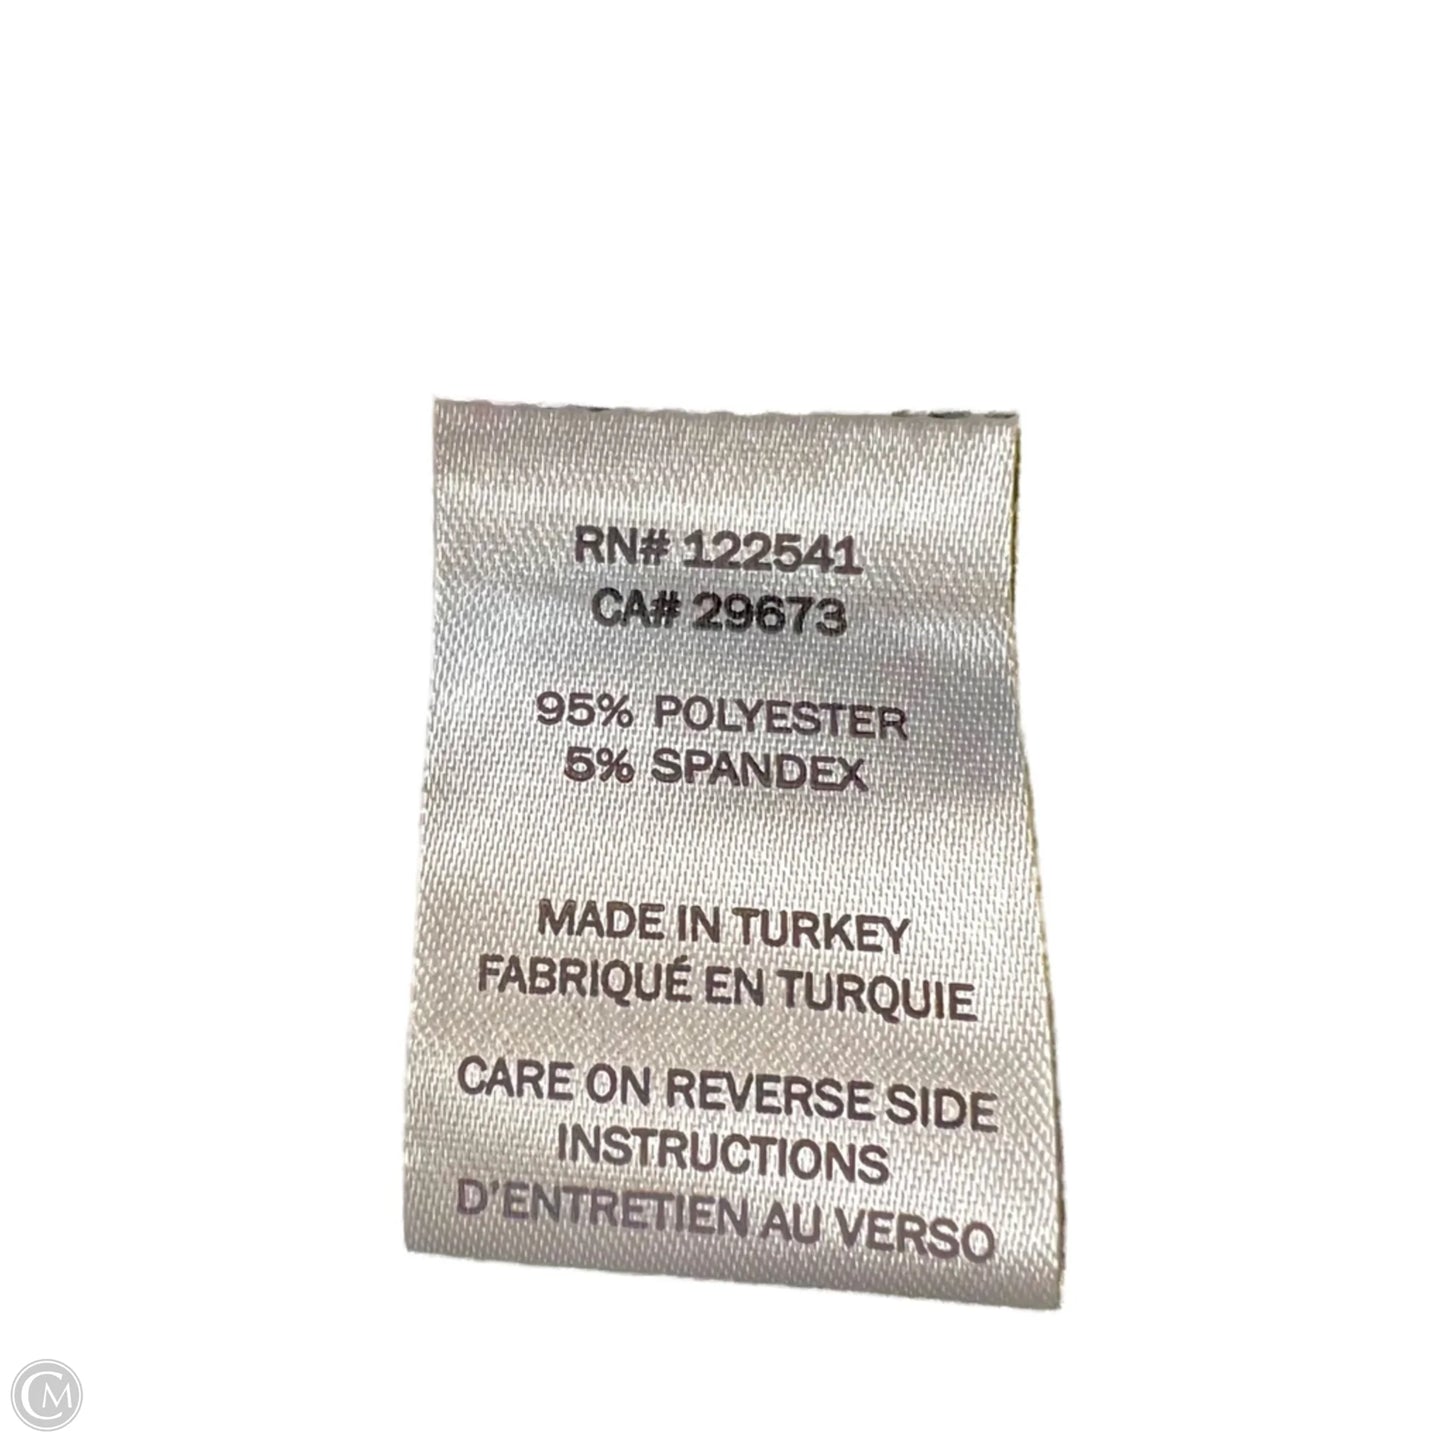 RN# 122541
CA# 29673
95% POLYESTER
5% SPANDEX
MADE IN TURKEY
FABRIQUÉ EN TURQUIE
CARE ON REVERSE SIDE
INSTRUCTIONS
D'ENTRETIEN AU VERSO
CM